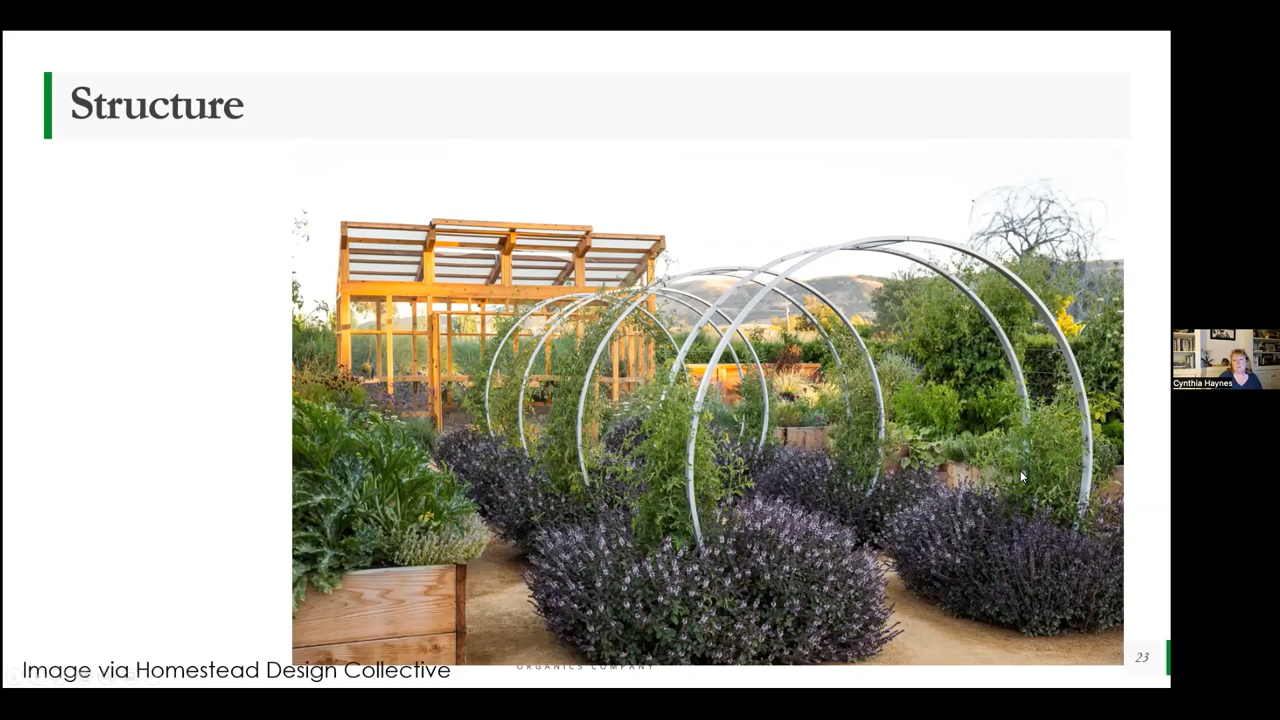 Structure
Cynthia Haynes
ORGANICS COMPANY
23
Image via Homestead Design Collective